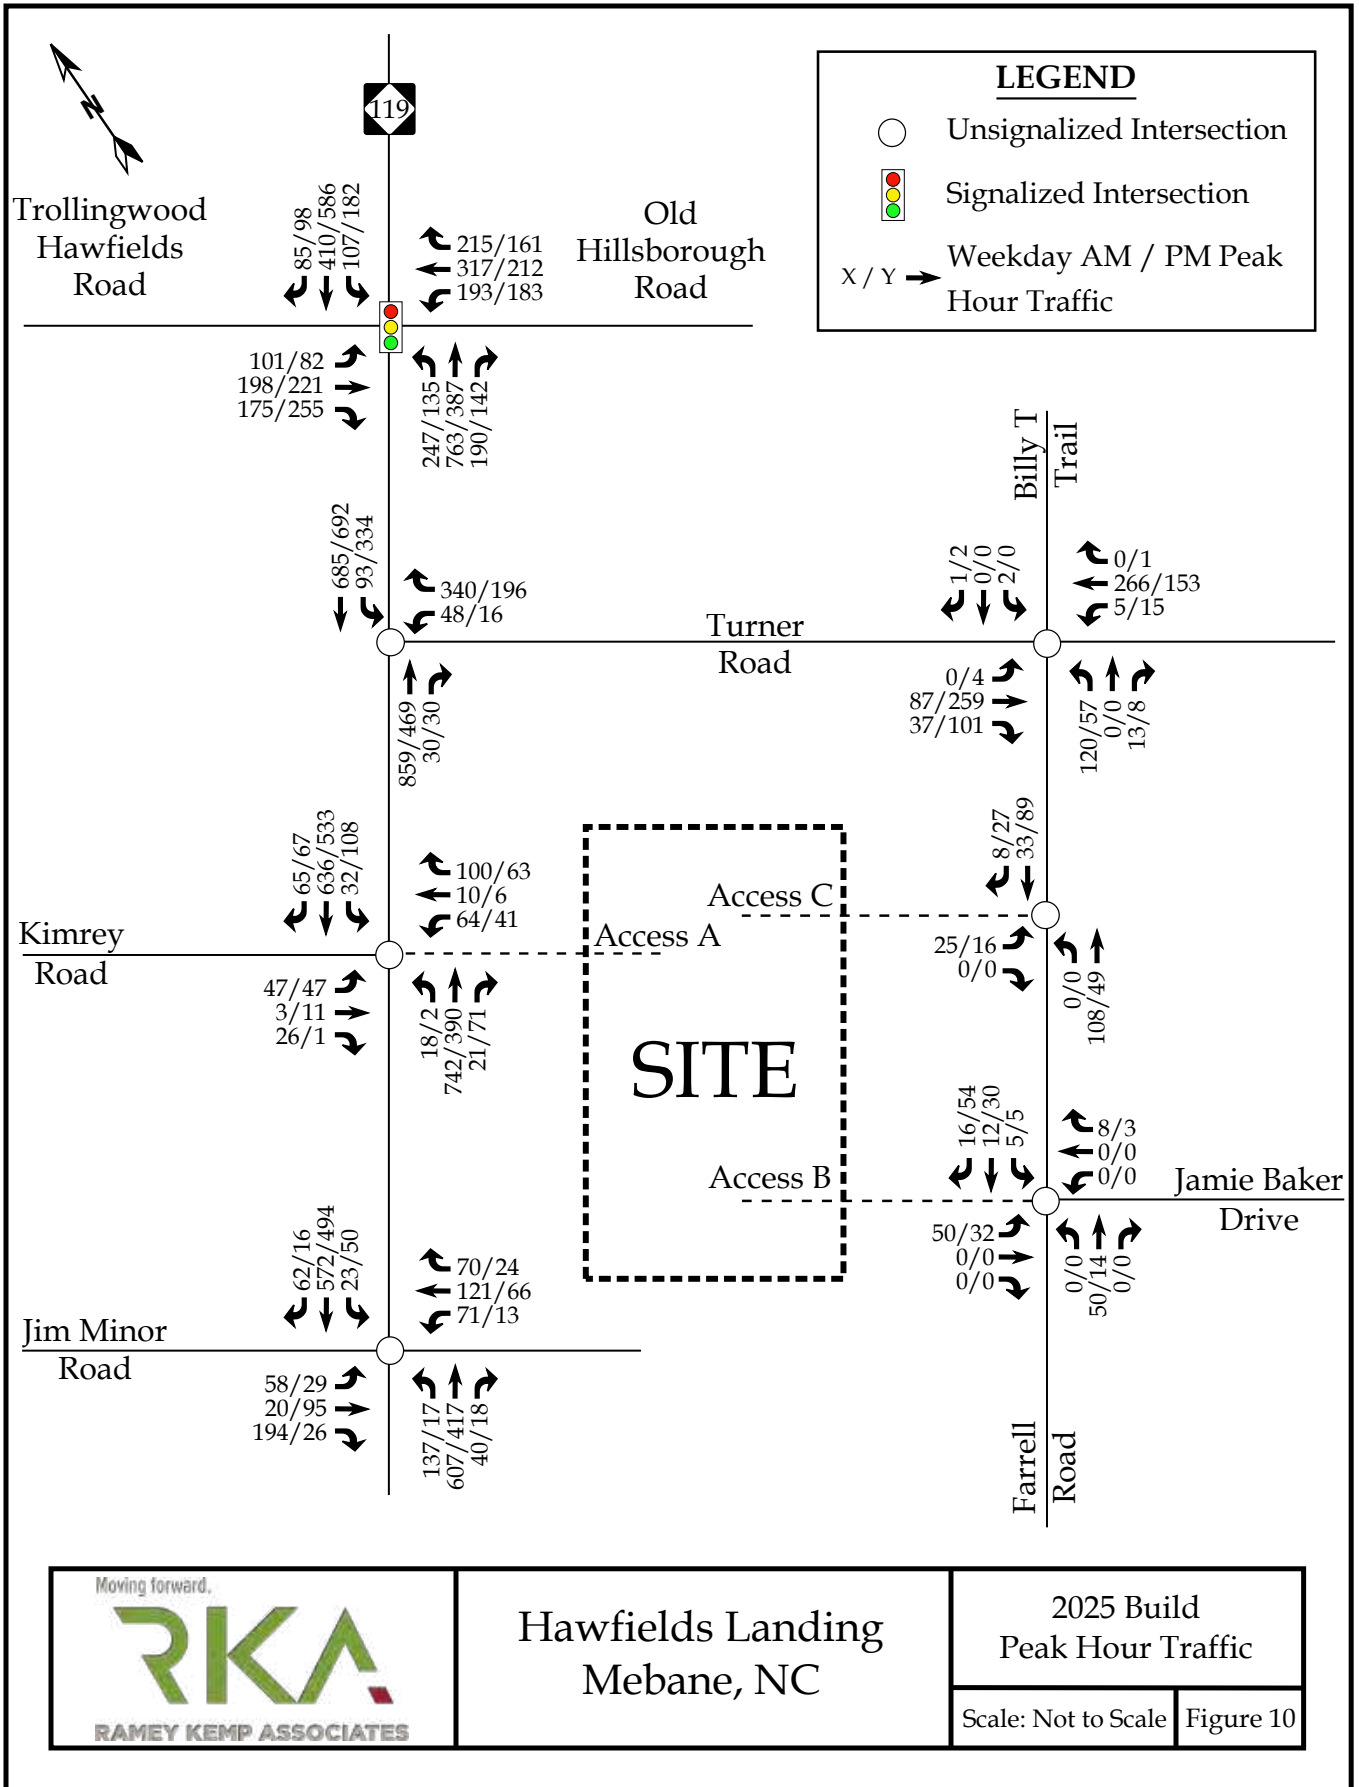 N
119
LEGEND
Unsignalized Intersection
Signalized Intersection
X / Y
Weekday AM / PM Peak
Hour Traffic
Trollingwood
Hawfields
Road
85/98
410/586
107/182
215/161
317/212
193/183
Old
Hillsborough
Road
101/82
198/221
175/255
247/135
763/387
190/142
Billy T
Trail
685/692
93/334
340/196
48/16
Turner
Road
859/469
30/30
1/2
0/0
2/0
0/1
266/153
5/15
0/4
87/259
37/101
120/57
0/0
13/8
65/67
636/533
32/108
100/63
10/6
64/41
Kimrey
Road
Access A
47/47
3/11
26/1
18/2
742/390
21/71
8/27
33/89
Access C
25/16
0/0
0/0
108/49
SITE
16/54
12/30
5/5
8/3
0/0
0/0
Access B
Jamie Baker
Drive
50/32
0/0
0/0
0/0
50/14
0/0
62/16
572/494
23/50
70/24
121/66
71/13
Jim Minor
Road
58/29
20/95
194/26
137/17
607/417
40/18
Farrell
Road
Moving forward.
RKA
RAMEY KEMP ASSOCIATES
Hawfields Landing
Mebane, NC
2025 Build
Peak Hour Traffic
Scale: Not to Scale
Figure 10